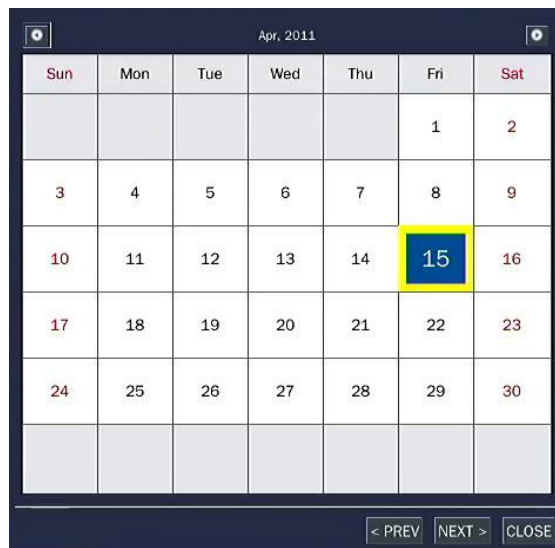 Apr, 2011
Sun Mon Tue Wed Thu Fri Sat
1 2
3 4 5 6 7 8 9
10 11 12 13 14 15 16
17 18 19 20 21 22 23
24 25 26 27 28 29 30
< PREV NEXT > CLOSE